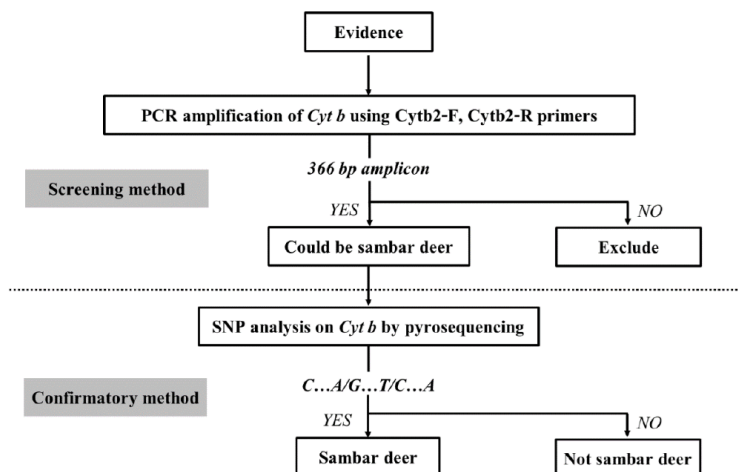 Evidence
PCR amplification of Cyt b using Cytb2-F, Cytb2-R primers
366 bp amplicon
Screening method
YES
NO
Could be sambar deer
Exclude
SNP analysis on Cyt b by pyrosequencing
C...A/G...T/C...A
Confirmatory method
YES
NO
Sambar deer
Not sambar deer